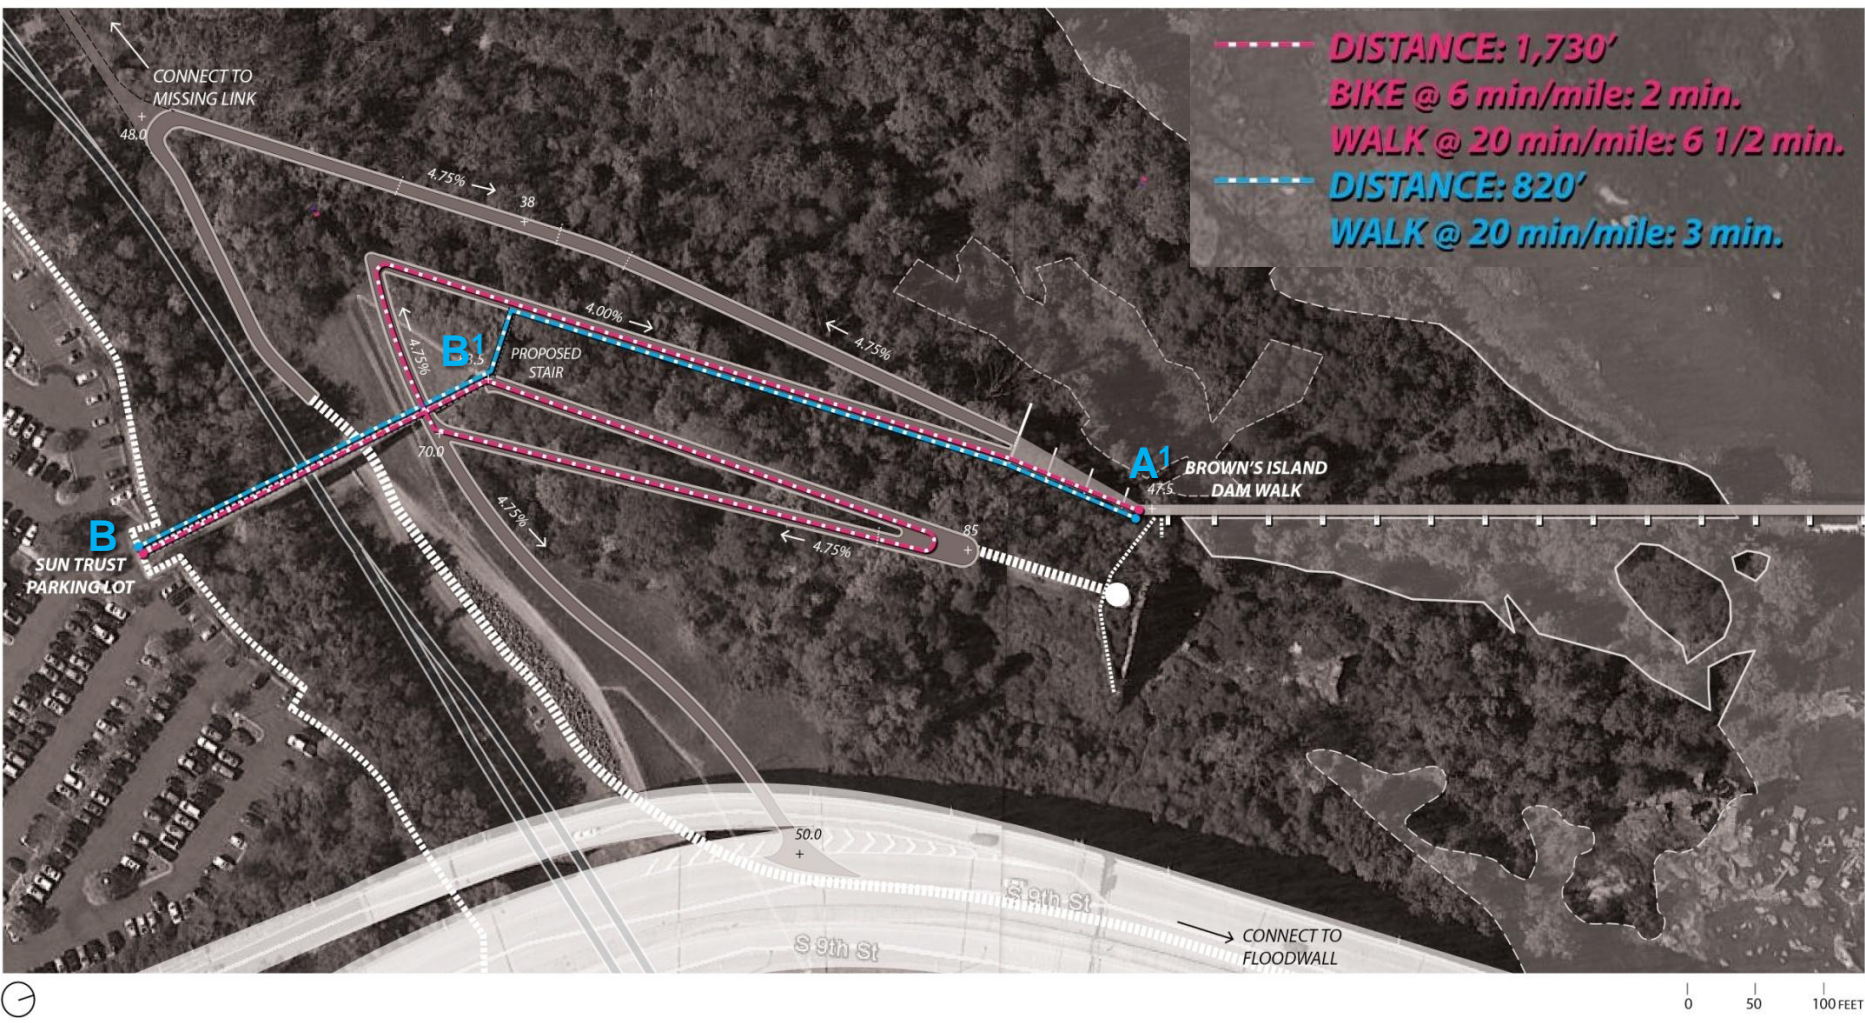 DISTANCE: 1,730'
BIKE @ 6 min/mile: 2 min.
WALK @ 20 min/mile: 6 1/2 min.
DISTANCE: 820'
WALK @ 20 min/mile: 3 min.
CONNECT TO
MISSING LINK
48.0
4.75%
38
4.00%
4.75%
4.75%
B1
3.5
PROPOSED
STAIR
70.0
A1
47.5
BROWN'S ISLAND
DAM WALK
4.75%
85
4.75%
B
SUN TRUST
PARKING LOT
50.0
S 9th St
S 9th St
CONNECT TO
FLOODWALL
0 50 100 FEET